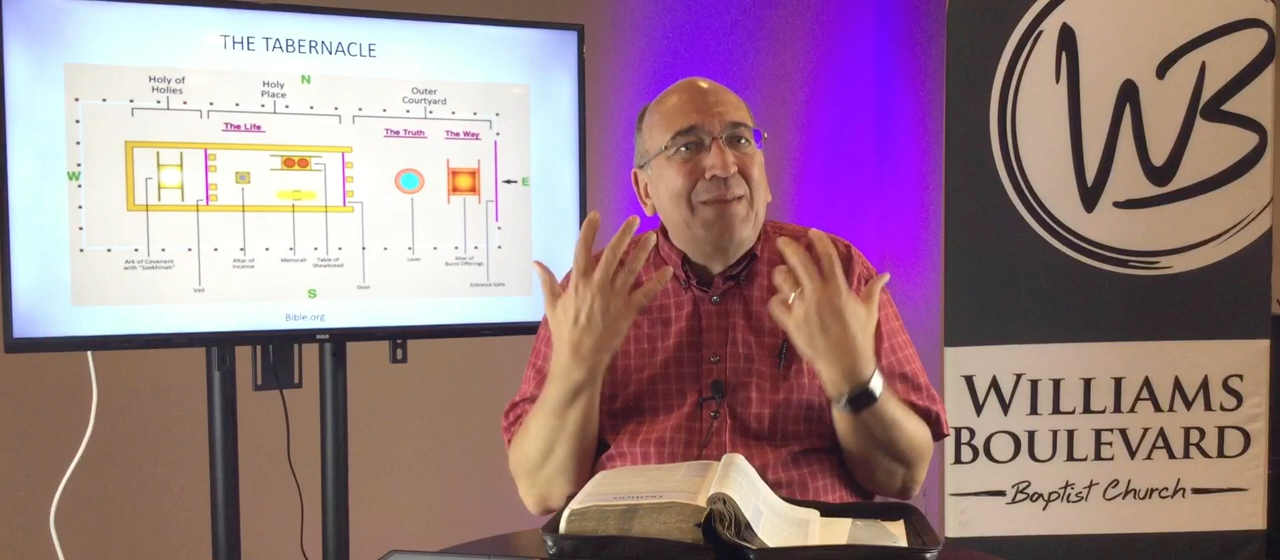 THE TABERNACLE
N
Holy of
Holies
Holy
Place
Outer
Courtyard
The Life
The Truth
The Way
W
E
Ark of Covenant
Veil
Altar of
Incense
Menorah
Table of
Shewbread
Door
Laver
Altar of
Burnt Offerings
Entrance Gate
S
Bible.org
RCA
WB
WILLIAMS
BOULEVARD
Baptist Church